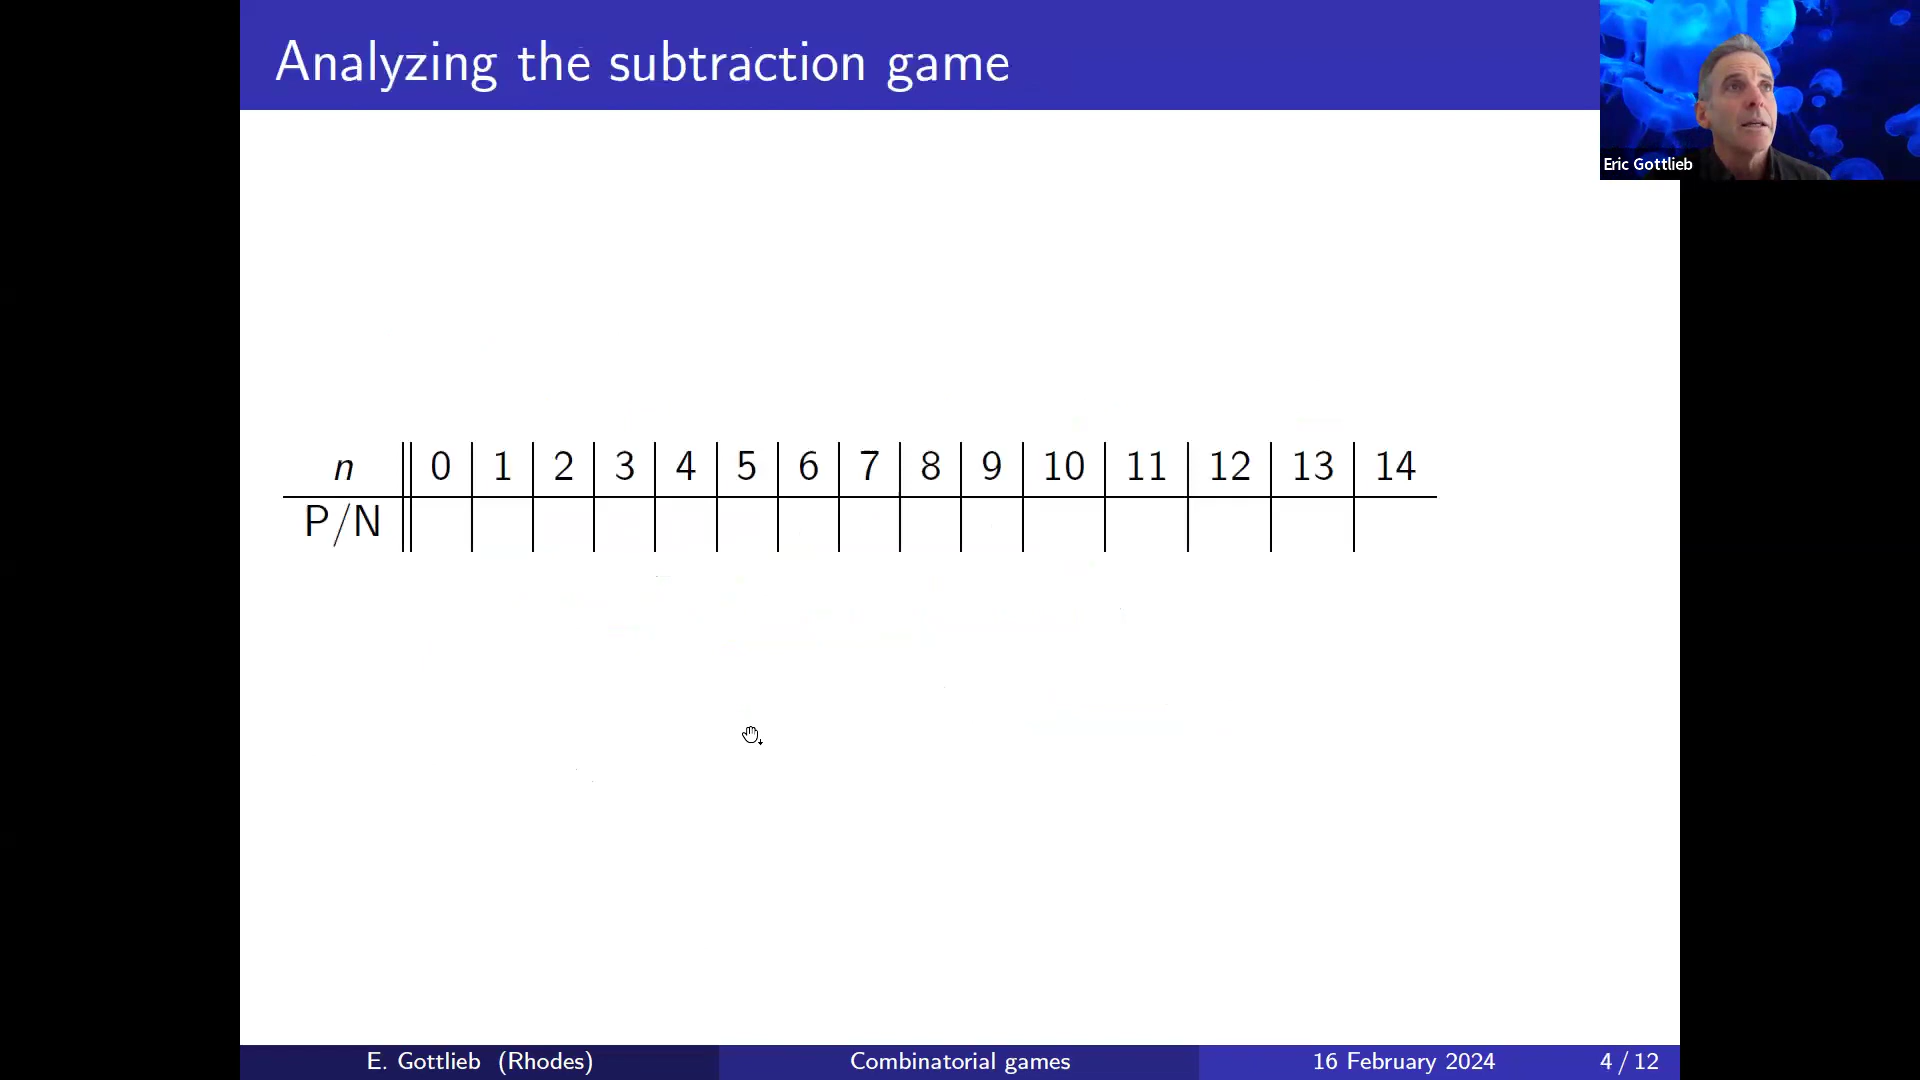 Analyzing the subtraction game
Eric Gottlieb
n 0 1 2 3 4 5 6 7 8 9 10 11 12 13 14
P/N
E. Gottlieb (Rhodes) Combinatorial games 16 February 2024 4 / 12